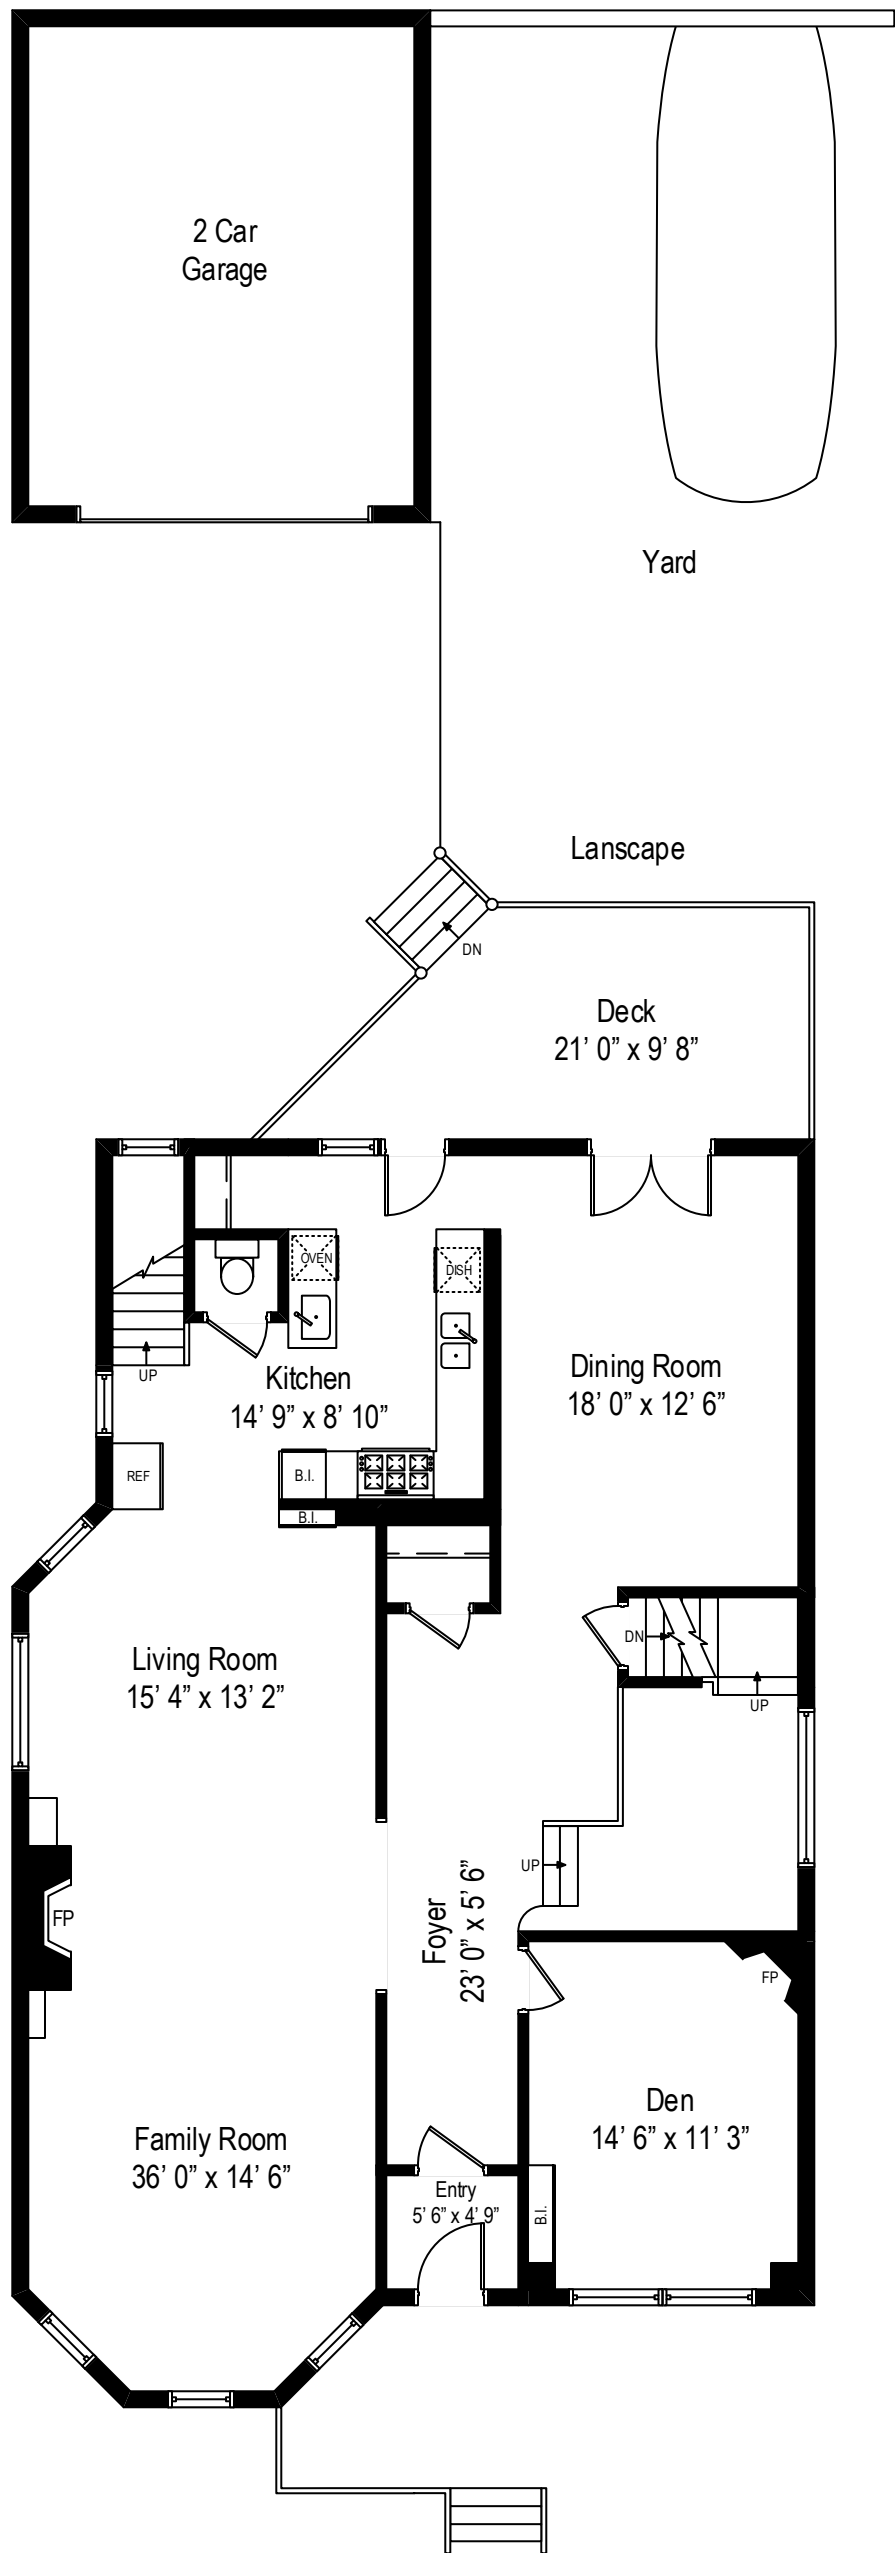 2 Car
Garage
Yard
Lanscape
DN
Deck
21’ 0” x 9’ 8”
OVEN
DISH
UP
Kitchen
14’ 9” x 8’ 10”
Dining Room
18’ 0” x 12’ 6”
REF
B.I.
B.I.
Living Room
15’ 4” x 13’ 2”
DN
UP
UP
FP
Foyer
23’ 0” x 5’ 6”
FP
Den
14’ 6” x 11’ 3”
Family Room
36’ 0” x 14’ 6”
Entry
5’ 6” x 4’ 9”
B.I.